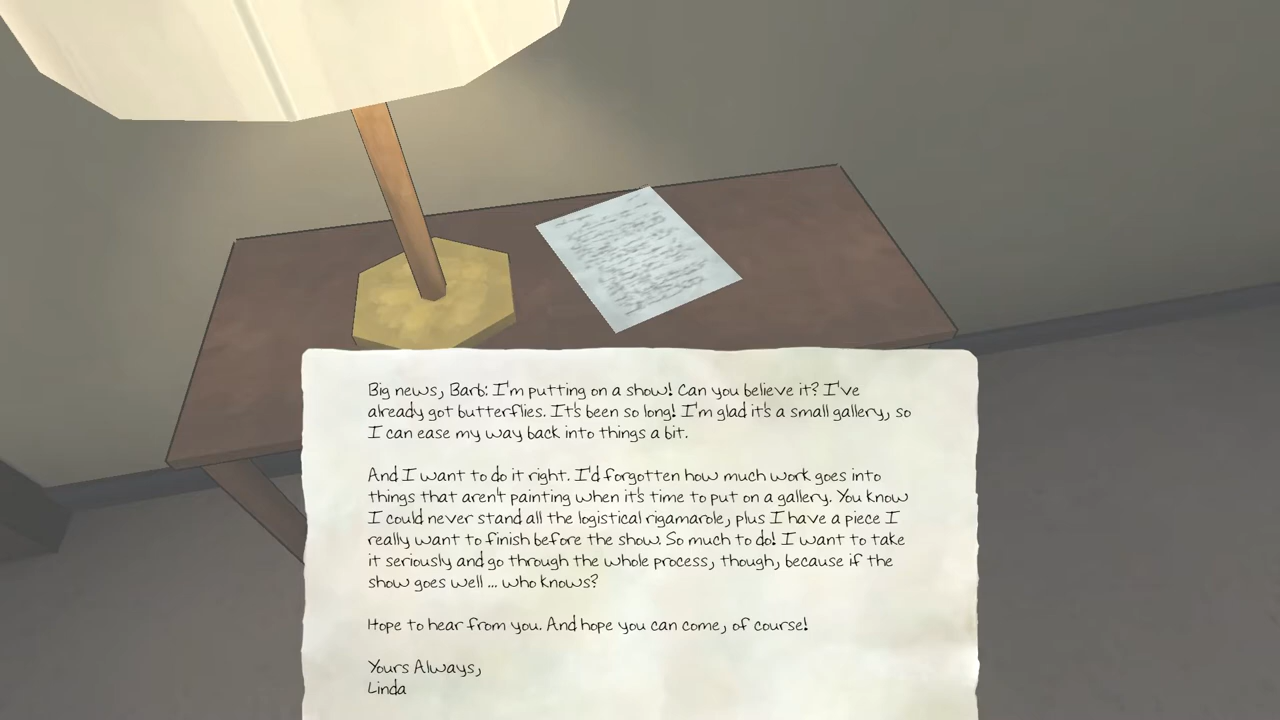 Big news, Barb: I'm putting on a show! Can you believe it? I've
already got butterflies. It's been so long! I'm glad it's a small gallery, so
I can ease my way back into things a bit.
And I want to do it right. I'd forgotten how much work goes into
things that aren't painting when it's time to put on a gallery. You know
I could never stand all the logistical rigamarole, plus I have a piece I
really want to finish before the show. So much to do! I want to take
it seriously and go through the whole process, though, because if the
show goes well ... who knows?
Hope to hear from you. And hope you can come, of course!
Yours Always,
Linda